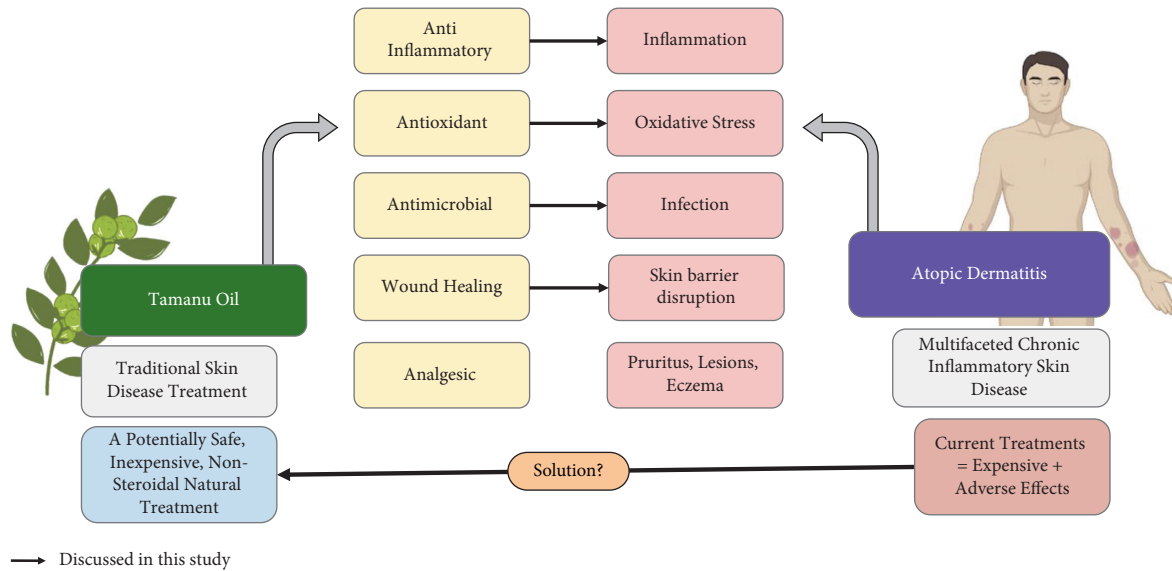 Anti
Inflammatory
Inflammation
Antioxidant
Oxidative Stress
Antimicrobial
Infection
Wound Healing
Skin barrier
disruption
Analgesic
Pruritus, Lesions,
Eczema
Tamanu Oil
Traditional Skin
Disease Treatment
A Potentially Safe,
Inexpensive, Non-
Steroidal Natural
Treatment
Solution?
Atopic Dermatitis
Multifaceted Chronic
Inflammatory Skin
Disease
Current Treatments
= Expensive +
Adverse Effects
Discussed in this study